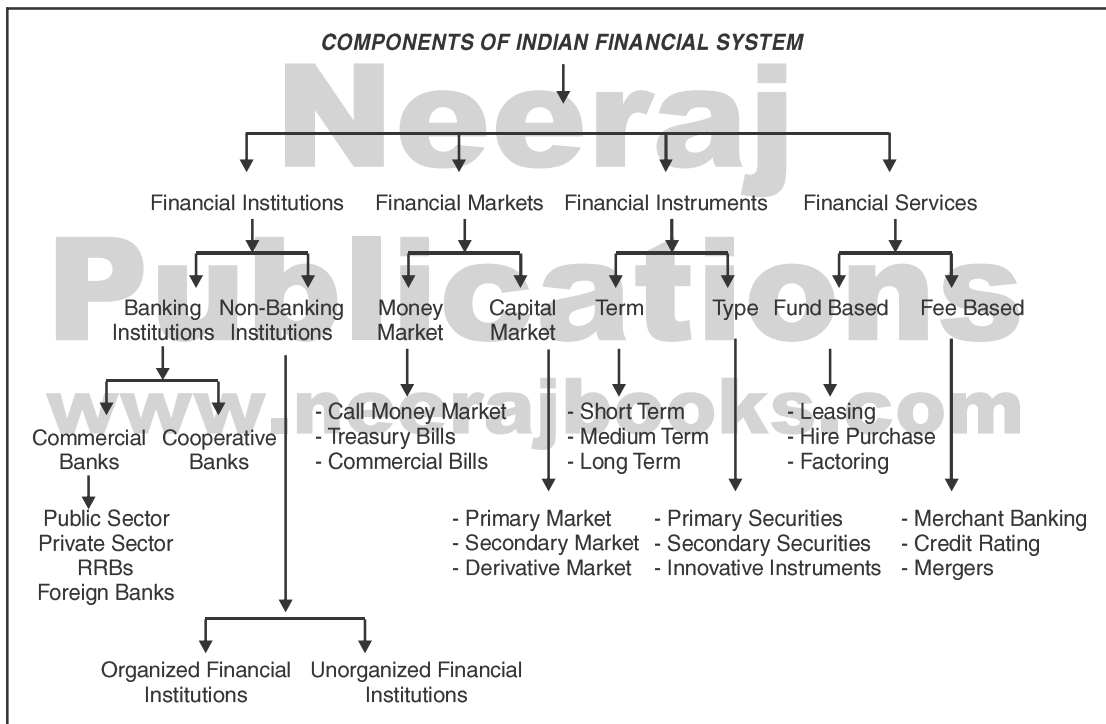 COMPONENTS OF INDIAN FINANCIAL SYSTEM
Neeraj
Publications
www.neerajbooks.com
Financial Institutions
Financial Markets
Financial Instruments
Financial Services
Banking
Institutions
Non-Banking
Institutions
Money
Market
Capital
Market
Term
Type
Fund Based
Fee Based
Commercial
Banks
Cooperative
Banks
- Call Money Market
- Treasury Bills
- Commercial Bills
- Short Term
- Medium Term
- Long Term
- Leasing
- Hire Purchase
- Factoring
Public Sector
Private Sector
RRBs
Foreign Banks
- Primary Market
- Secondary Market
- Derivative Market
- Primary Securities
- Secondary Securities
- Innovative Instruments
- Merchant Banking
- Credit Rating
- Mergers
Organized Financial
Institutions
Unorganized Financial
Institutions